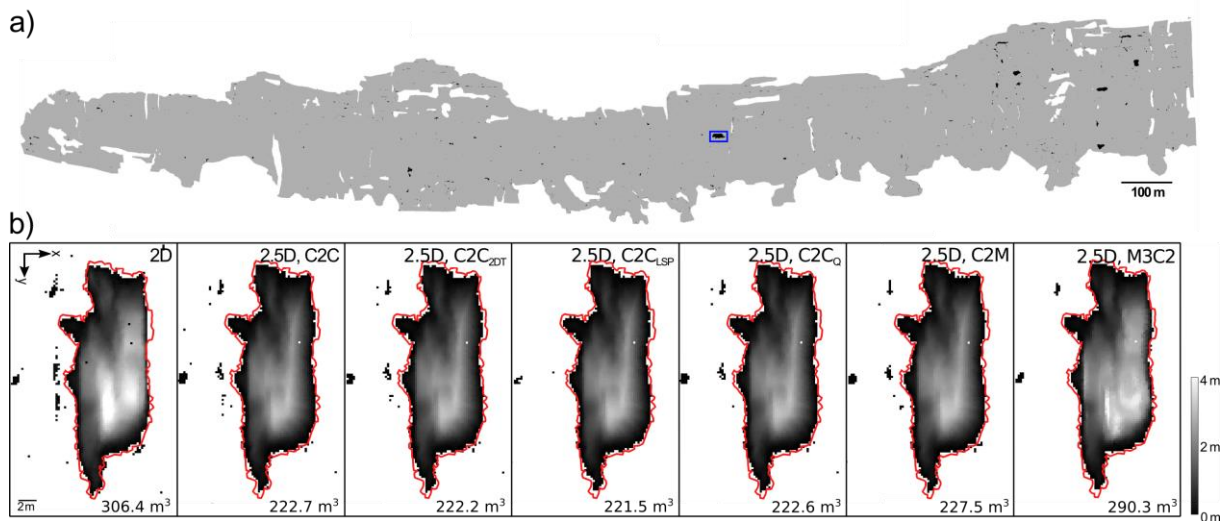 a)
100 m
b)
x
y
2D
2.5D, C2C
2.5D, C2C2DT
2.5D, C2CLSP
2.5D, C2CQ
2.5D, C2M
2.5D, M3C2
4 m
2 m
0 m
2m
306.4 m³
222.7 m³
222.2 m³
221.5 m³
222.6 m³
227.5 m³
290.3 m³